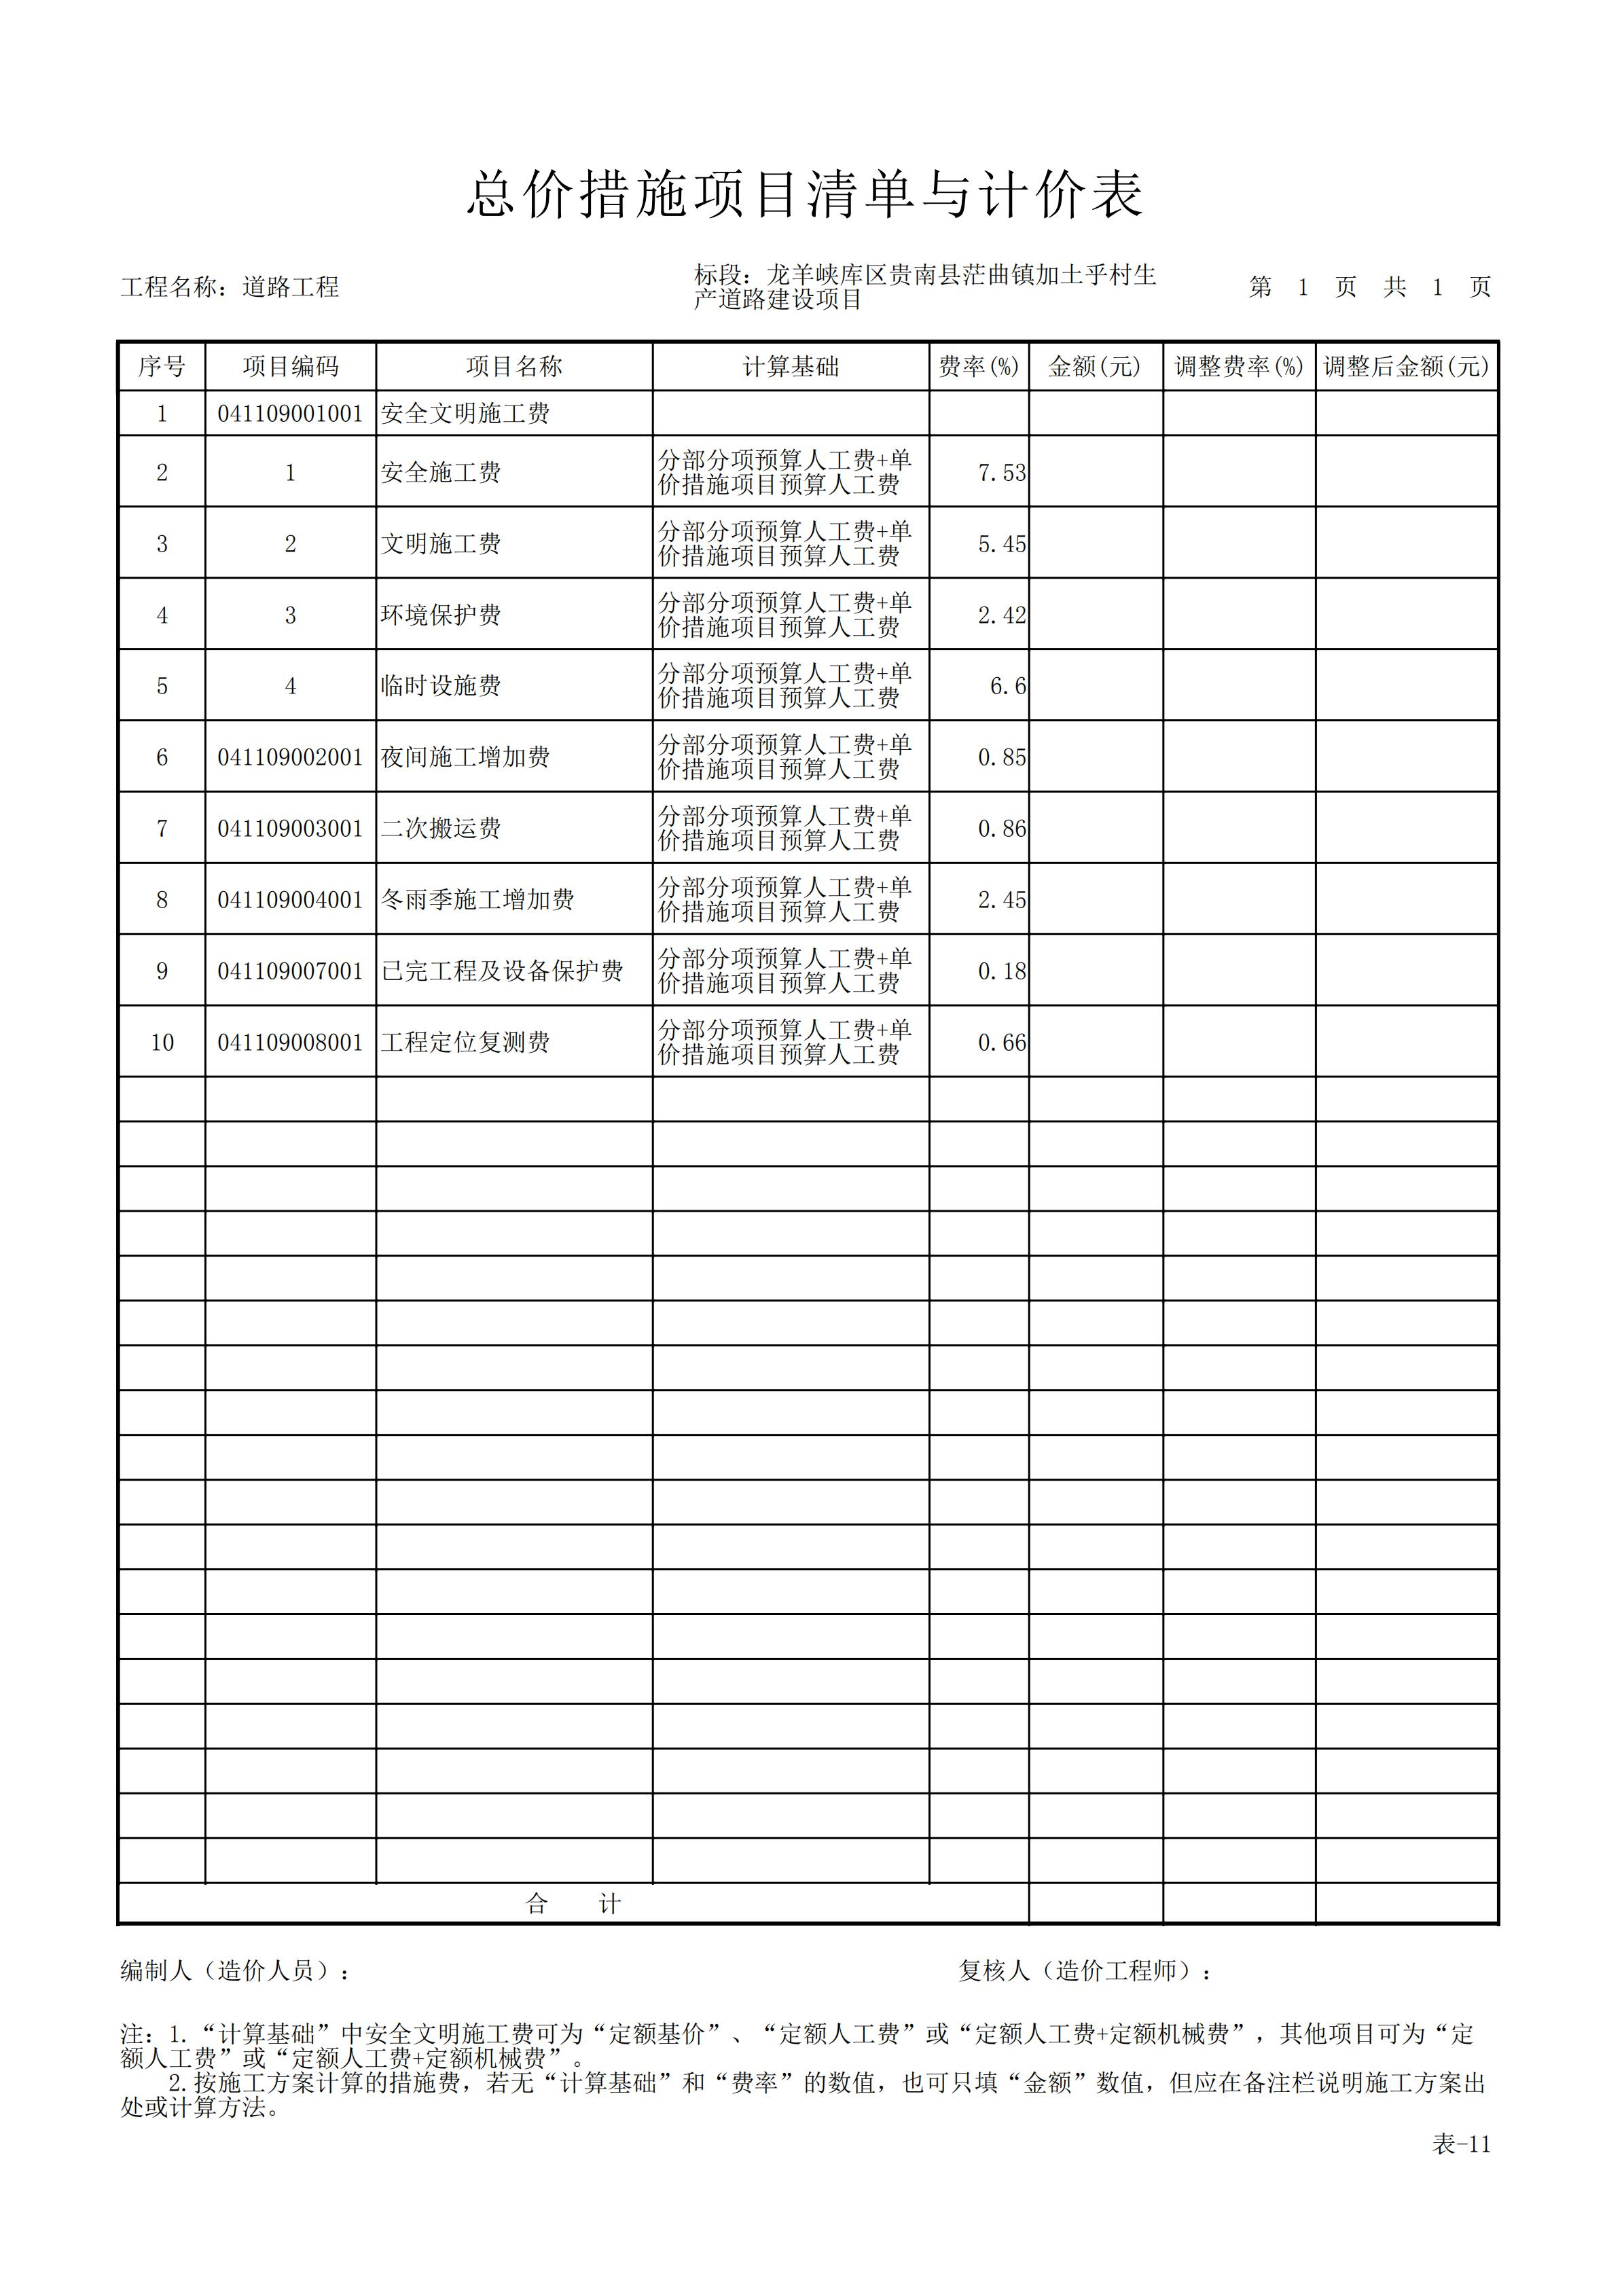 总价措施项目清单与计价表
工程名称：道路工程
标段：龙羊峡库区贵南县茫曲镇加土乎村生
产道路建设项目
第 1 页 共 1 页
序号 项目编码 项目名称 计算基础 费率(%) 金额(元) 调整费率(%) 调整后金额(元)
1 041109001001 安全文明施工费
2 1 安全施工费 分部分项预算人工费+单
价措施项目预算人工费 7.53
3 2 文明施工费 分部分项预算人工费+单
价措施项目预算人工费 5.45
4 3 环境保护费 分部分项预算人工费+单
价措施项目预算人工费 2.42
5 4 临时设施费 分部分项预算人工费+单
价措施项目预算人工费 6.6
6 041109002001 夜间施工增加费 分部分项预算人工费+单
价措施项目预算人工费 0.85
7 041109003001 二次搬运费 分部分项预算人工费+单
价措施项目预算人工费 0.86
8 041109004001 冬雨季施工增加费 分部分项预算人工费+单
价措施项目预算人工费 2.45
9 041109007001 已完工程及设备保护费 分部分项预算人工费+单
价措施项目预算人工费 0.18
10 041109008001 工程定位复测费 分部分项预算人工费+单
价措施项目预算人工费 0.66
合 计
编制人（造价人员）： 复核人（造价工程师）：
注：1.“计算基础”中安全文明施工费可为“定额基价”、“定额人工费”或“定额人工费+定额机械费”，其他项目可为“定
额人工费”或“定额人工费+定额机械费”。
2.按施工方案计算的措施费，若无“计算基础”和“费率”的数值，也可只填“金额”数值，但应在备注栏说明施工方案出
处或计算方法。
表-11